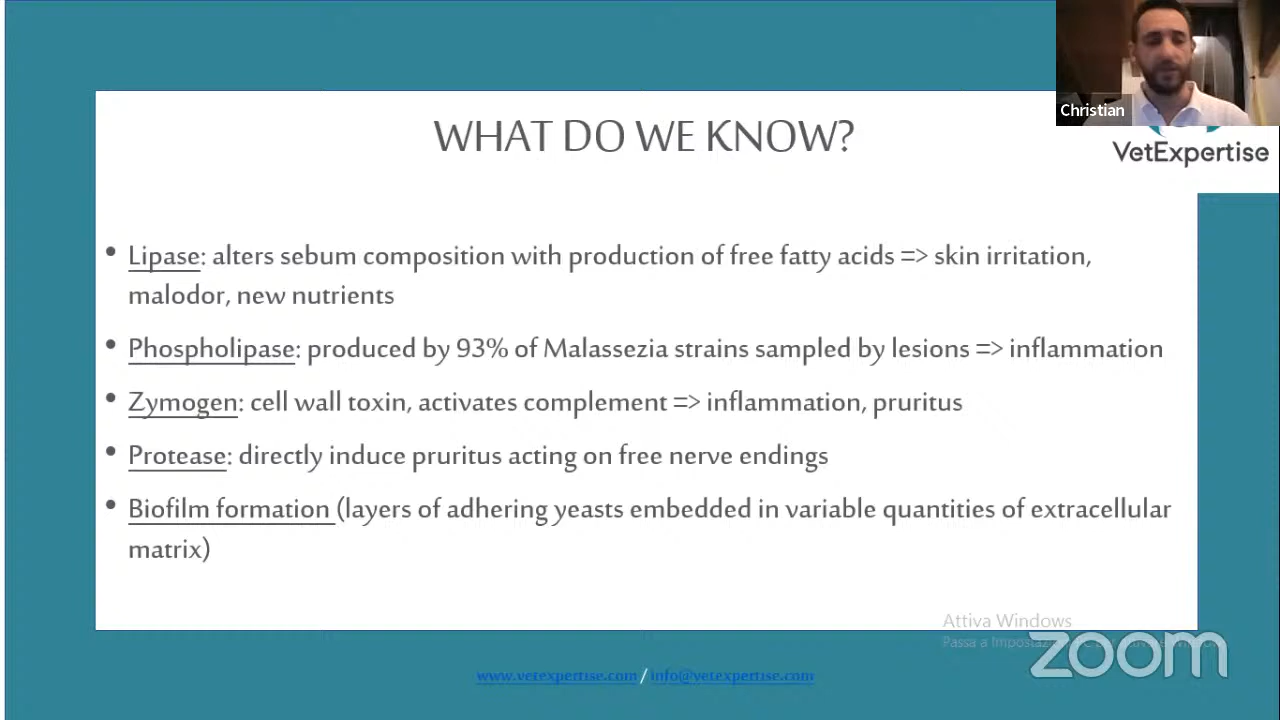 Christian
VetExpertise
WHAT DO WE KNOW?
• Lipase: alters sebum composition with production of free fatty acids => skin irritation,
malodor, new nutrients
• Phospholipase: produced by 93% of Malassezia strains sampled by lesions => inflammation
• Zymogen: cell wall toxin, activates complement => inflammation, pruritus
• Protease: directly induce pruritus acting on free nerve endings
• Biofilm formation (layers of adhering yeasts embedded in variable quantities of extracellular
matrix)
Attiva Windows
Passa a
zoom
www.vetexpertise.com / info@vetexpertise.com